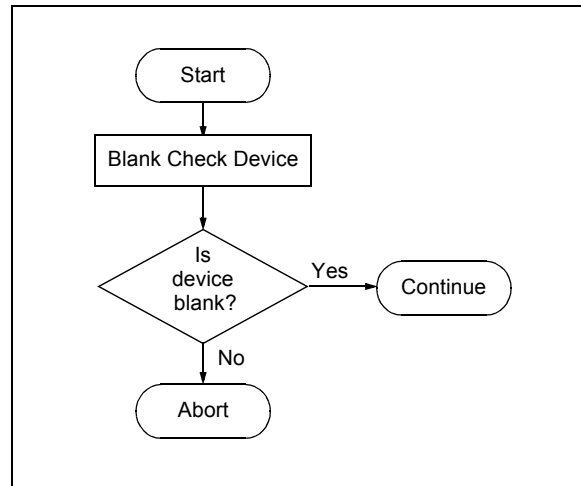 Start
Blank Check Device
Is
device
blank?
Yes
Continue
No
Abort